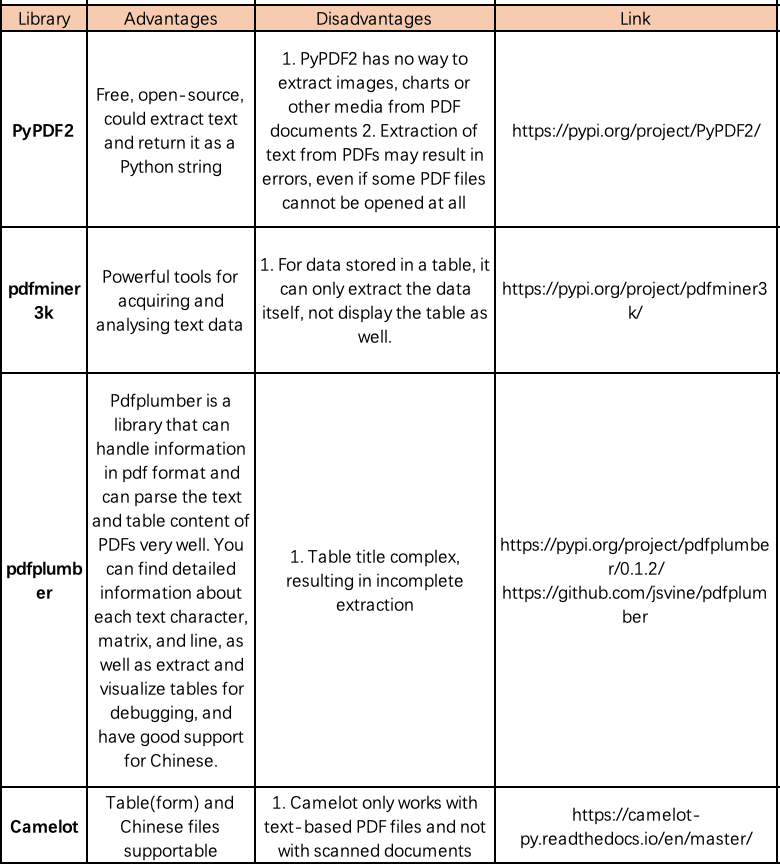 Library Advantages Disadvantages Link
PyPDF2
Free, open-source,
could extract text
and return it as a
Python string
1. PyPDF2 has no way to
extract images, charts or
other media from PDF
documents 2. Extraction of
text from PDFs may result in
errors, even if some PDF files
cannot be opened at all
https://pypi.org/project/PyPDF2/
pdfminer
3k
Powerful tools for
acquiring and
analysing text data
1. For data stored in a table, it
can only extract the data
itself, not display the table as
well.
https://pypi.org/project/pdfminer3
k/
pdfplumb
er
Pdfplumber is a
library that can
handle information
in pdf format and
can parse the text
and table content of
PDFs very well. You
can find detailed
information about
each text character,
matrix, and line, as
well as extract and
visualize tables for
debugging, and
have good support
for Chinese.
1. Table title complex,
resulting in incomplete
extraction
https://pypi.org/project/pdfplumbe
r/0.1.2/
https://github.com/jsvine/pdfplum
ber
Camelot
Table(form) and
Chinese files
supportable
1. Camelot only works with
text-based PDF files and not
with scanned documents
https://camelot-
py.readthedocs.io/en/master/